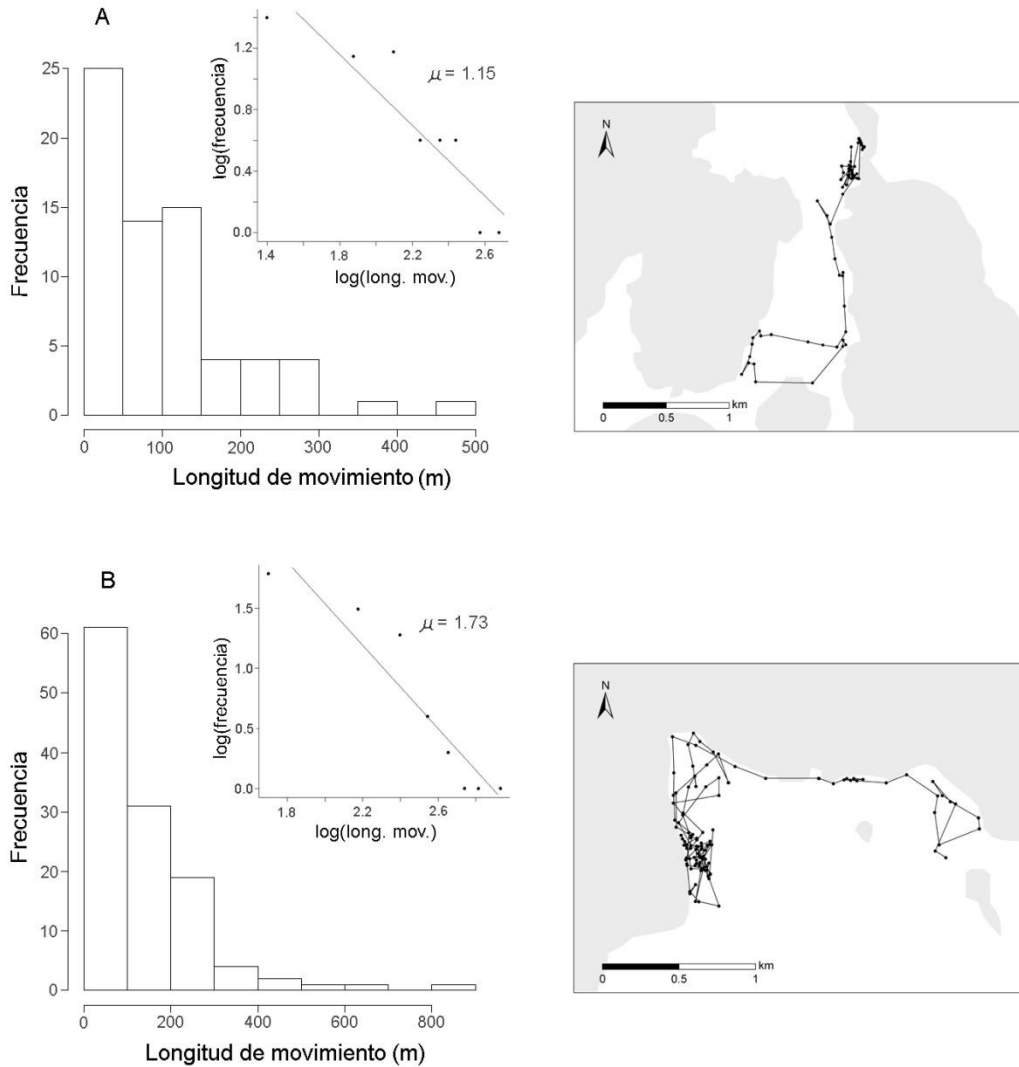 A
25
20
15
10
5
0
Frecuencia
0
100
200
300
400
500
Longitud de movimiento (m)
1.2
0.8
0.4
0.0
log(frecuencia)
μ = 1.15
1.4
1.8
2.2
2.6
log(long. mov.)
N
km
0
0.5
1
B
60
50
40
30
20
10
0
Frecuencia
0
200
400
600
800
Longitud de movimiento (m)
1.5
1.0
0.5
0.0
log(frecuencia)
μ = 1.73
1.8
2.2
2.6
log(long. mov.)
N
km
0
0.5
1